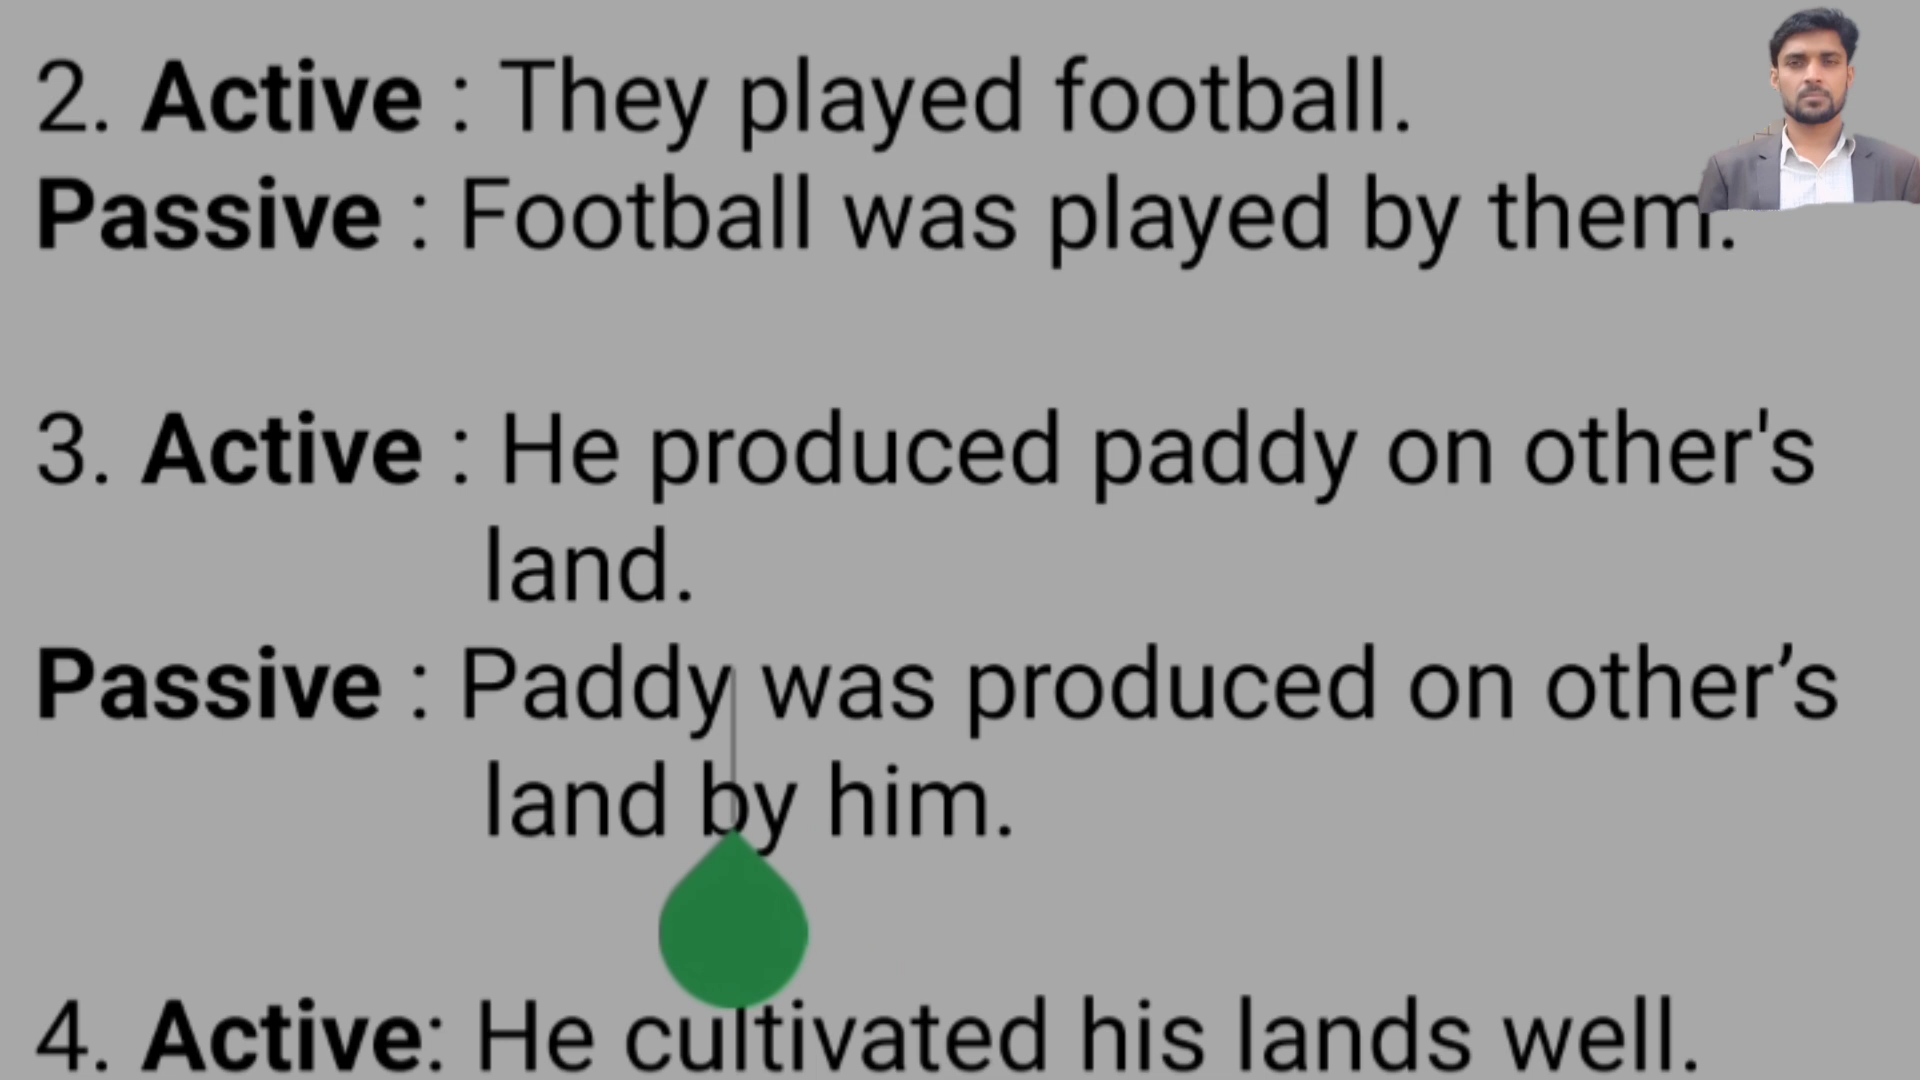 2. Active : They played football.
Passive : Football was played by them.
3. Active : He produced paddy on other's
land.
Passive : Paddy was produced on other’s
land by him.
4. Active: He cultivated his lands well.